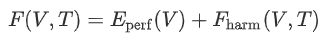 F(V, T) = E_perf(V) + F_harm(V, T)